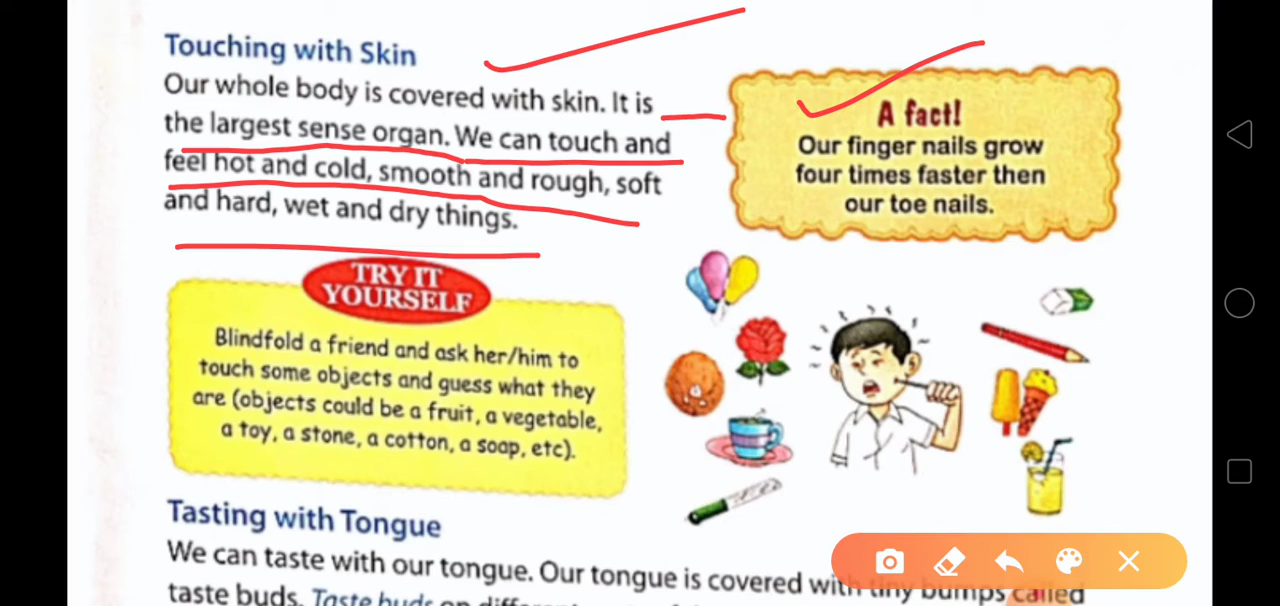 Touching with Skin
Our whole body is covered with skin. It is
the largest sense organ. We can touch and
feel hot and cold, smooth and rough, soft
and hard, wet and dry things.
A fact!
Our finger nails grow
four times faster then
our toe nails.
TRY IT
YOURSELF
Blindfold a friend and ask her/him to
touch some objects and guess what they
are (objects could be a fruit, a vegetable,
a toy, a stone, a cotton, a soap, etc).
Tasting with Tongue
We can taste with our tongue. Our tongue is covered with tiny bumps called
taste buds. Taste buds on different